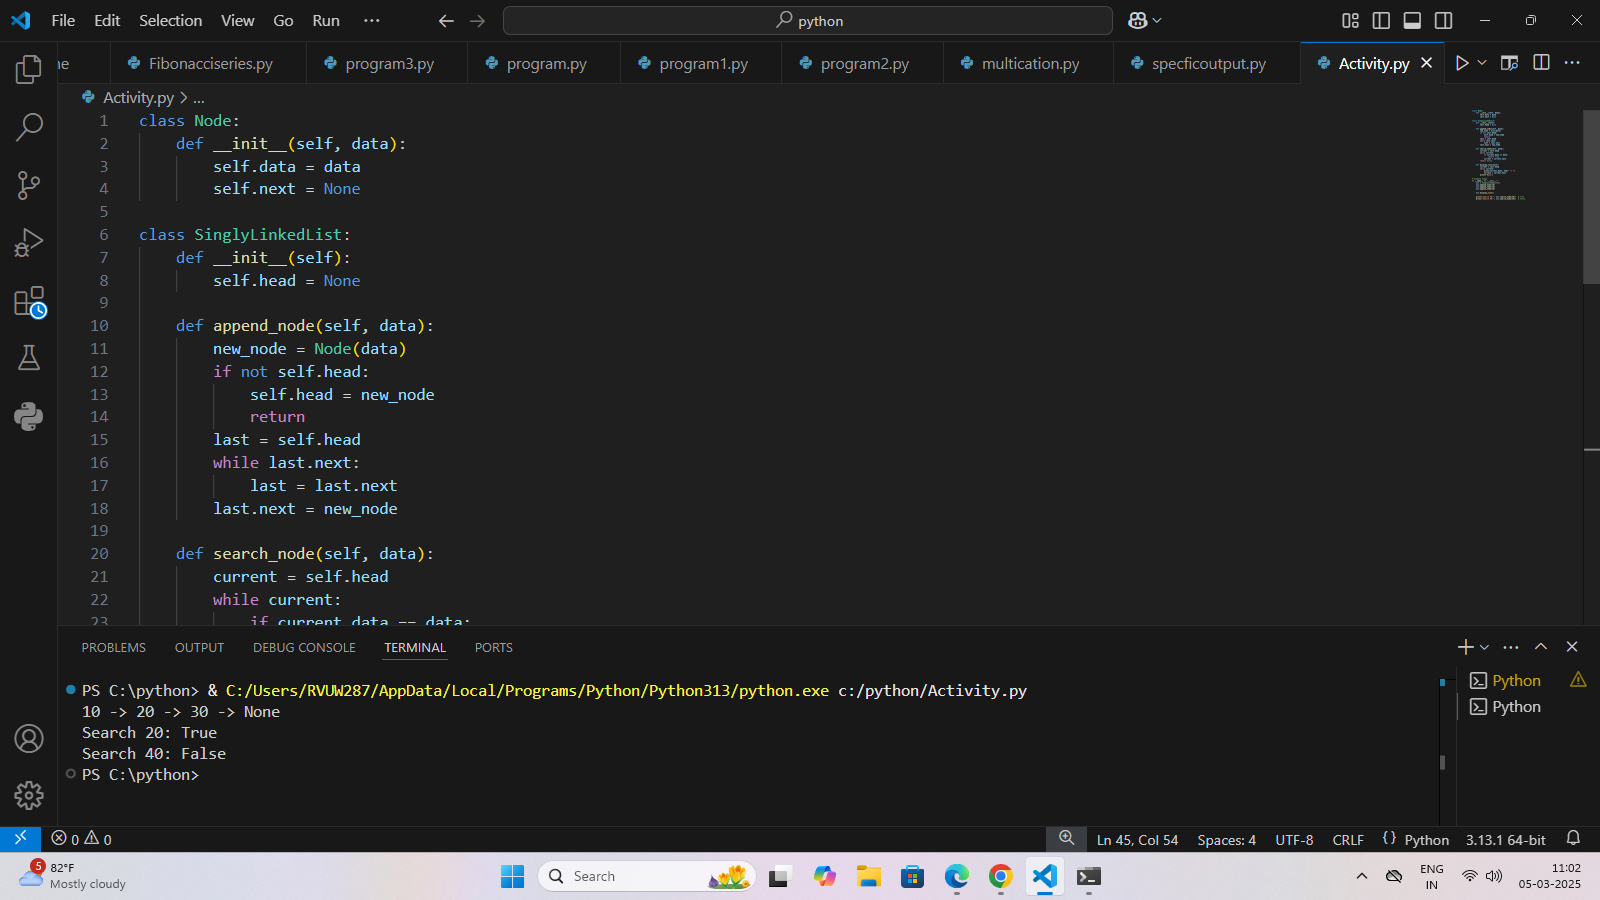 File Edit Selection View Go Run ··· python
ne Fibonacciseries.py program3.py program.py program1.py program2.py multication.py specficoutput.py Activity.py
Activity.py > ...
1 class Node:
2 def __init__(self, data):
3 self.data = data
4 self.next = None
5
6 class SinglyLinkedList:
7 def __init__(self):
8 self.head = None
9
10 def append_node(self, data):
11 new_node = Node(data)
12 if not self.head:
13 self.head = new_node
14 return
15 last = self.head
16 while last.next:
17 last = last.next
18 last.next = new_node
19
20 def search_node(self, data):
21 current = self.head
22 while current:
23 if current.data == data:
PROBLEMS OUTPUT DEBUG CONSOLE TERMINAL PORTS
PS C:\python> & C:/Users/RVUW287/AppData/Local/Programs/Python/Python313/python.exe c:/python/Activity.py
10 -> 20 -> 30 -> None
Search 20: True
Search 40: False
PS C:\python>
Python
Python
0 0 Ln 45, Col 54 Spaces: 4 UTF-8 CRLF {} Python 3.13.1 64-bit
5
82°F
Mostly cloudy
Search
ENG
IN
11:02
05-03-2025